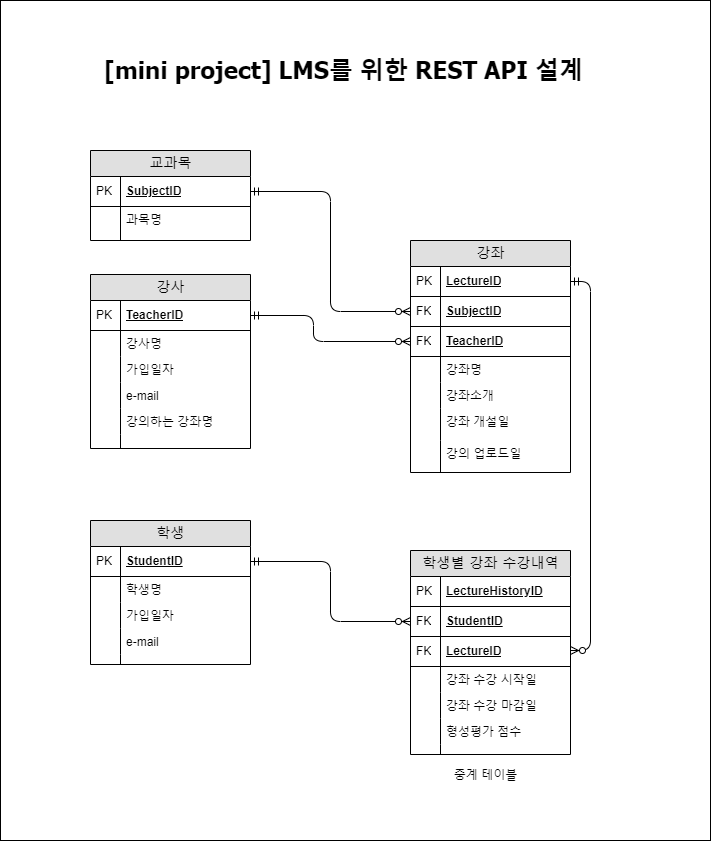 [mini project] LMS를 위한 REST API 설계
교과목
PK SubjectID
과목명
강사
PK TeacherID
강사명
가입일자
e-mail
강의하는 강좌명
강좌
PK LectureID
FK SubjectID
FK TeacherID
강좌명
강좌소개
강좌 개설일
강의 업로드일
학생
PK StudentID
학생명
가입일자
e-mail
학생별 강좌 수강내역
PK LectureHistoryID
FK StudentID
FK LectureID
강좌 수강 시작일
강좌 수강 마감일
형성평가 점수
중계 테이블